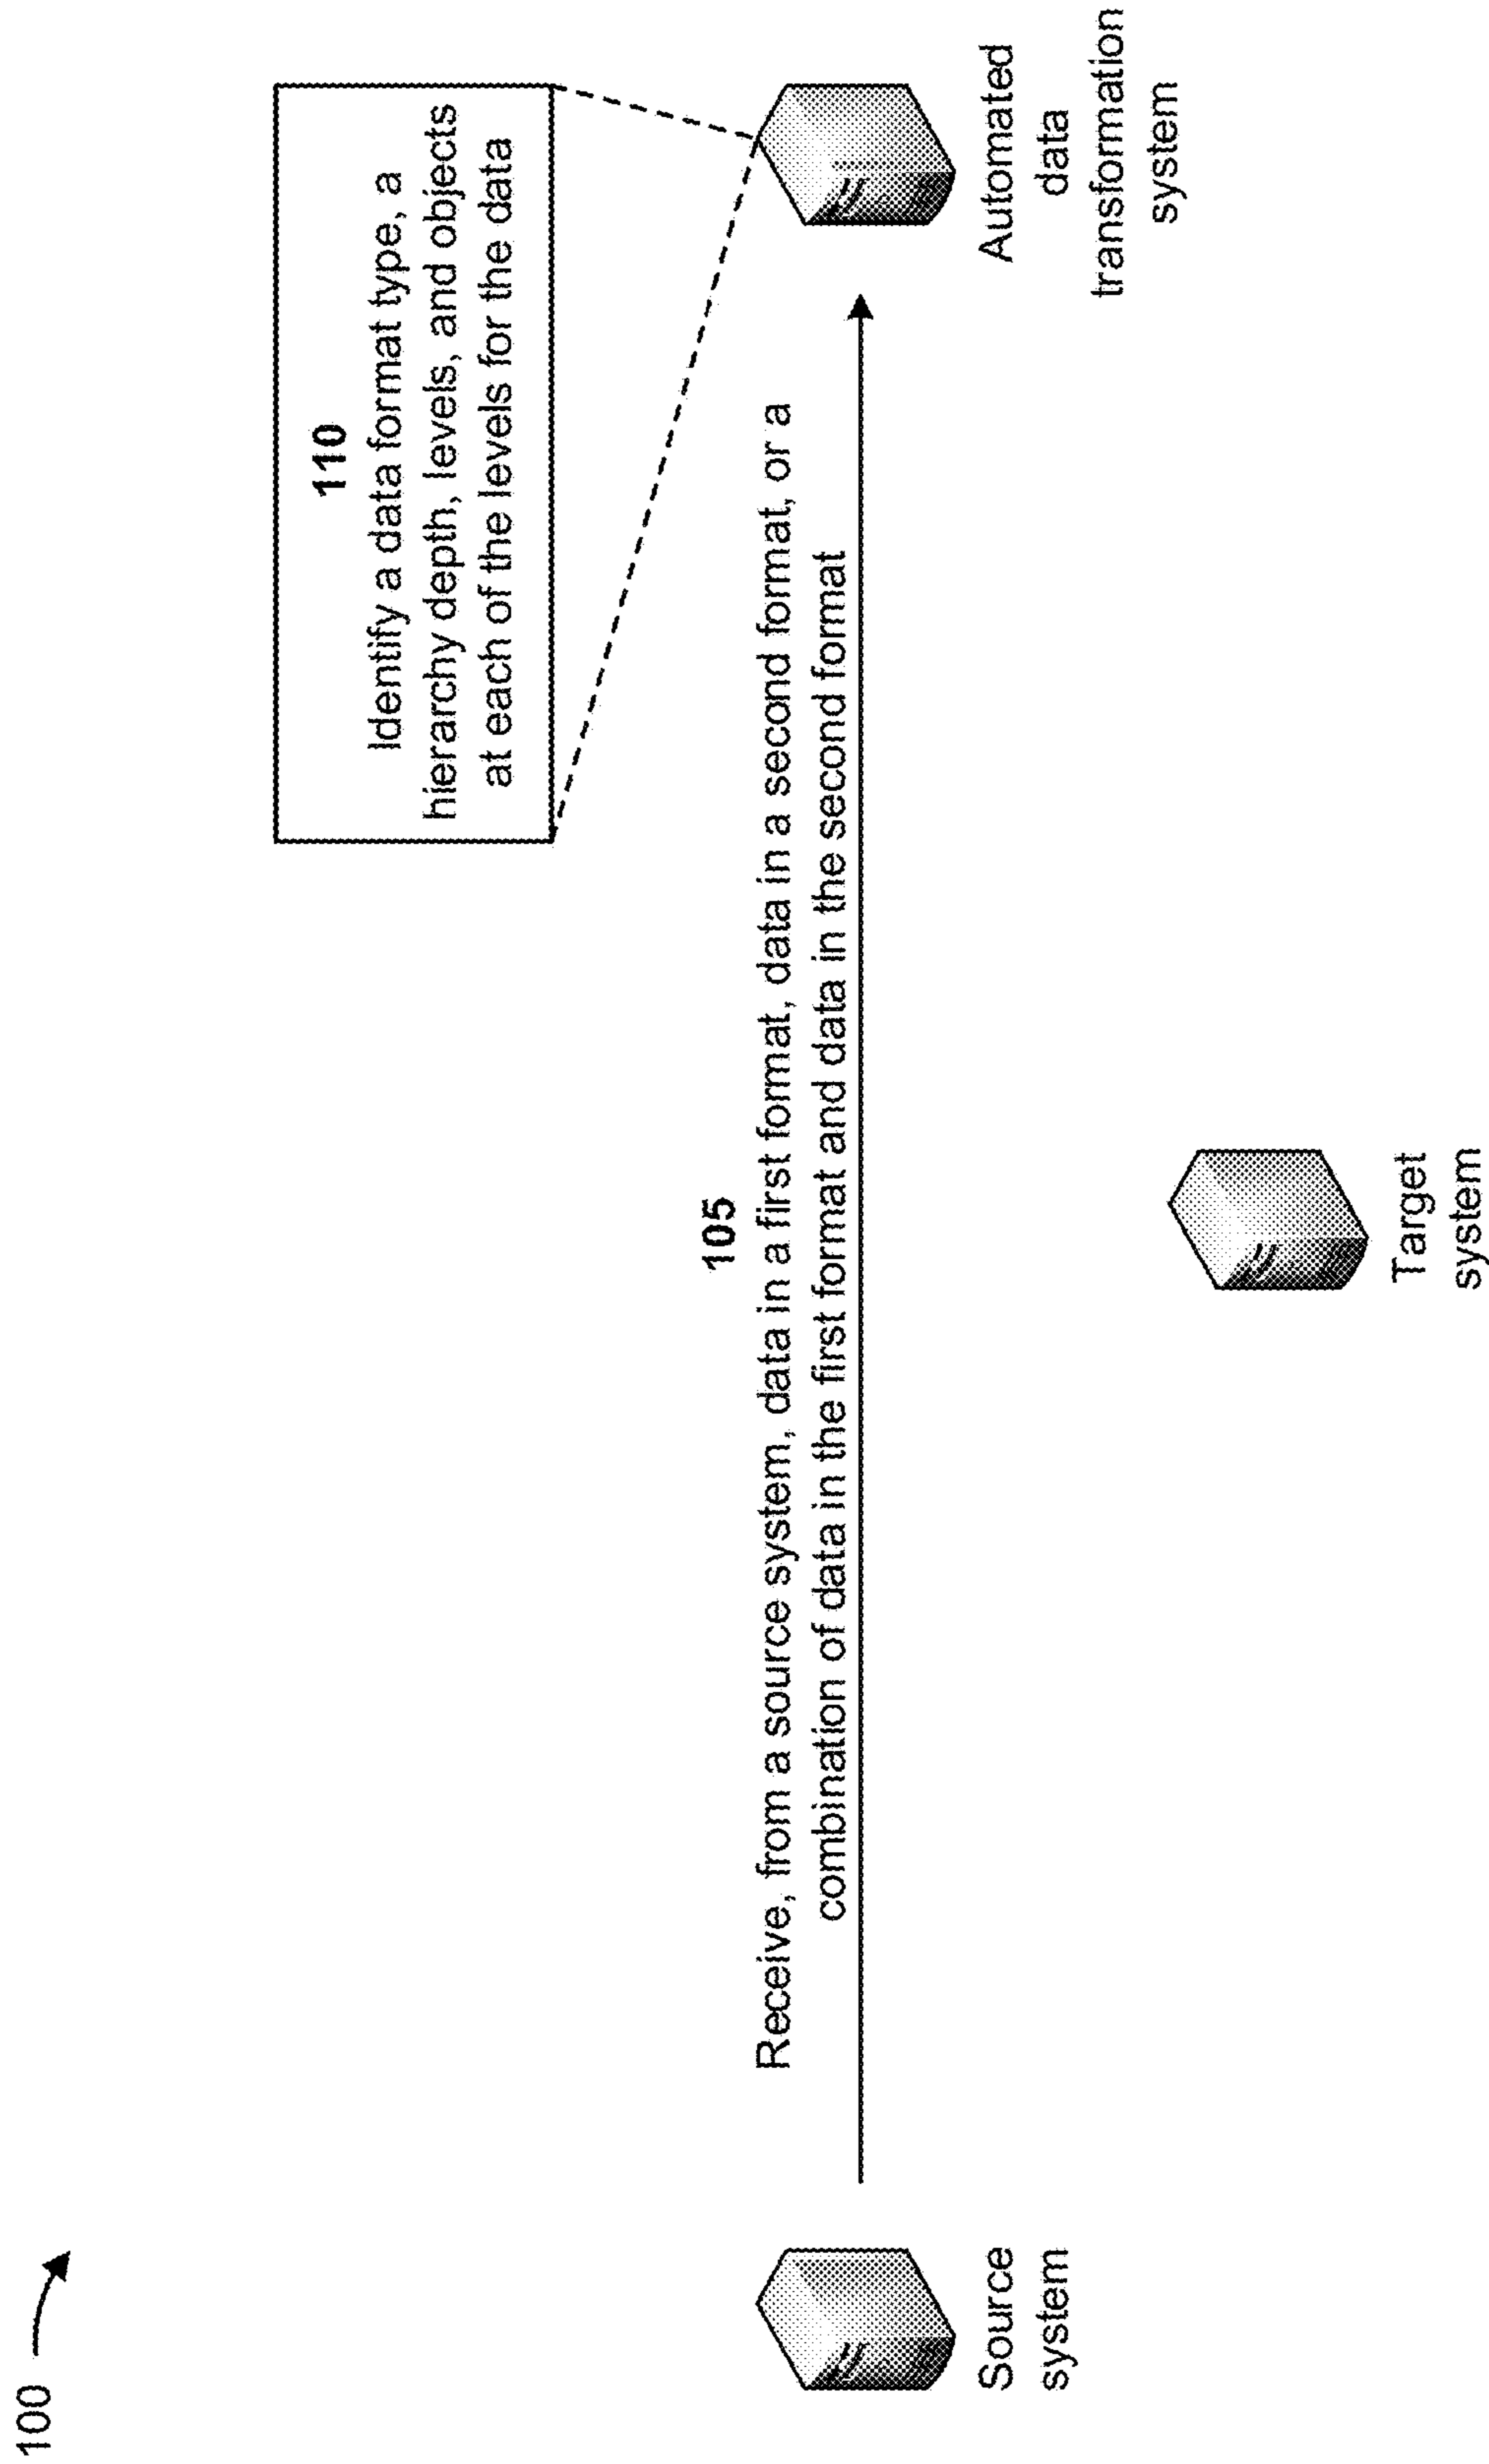 100
110
Identify a data format type, a
hierarchy depth, levels, and objects
at each of the levels for the data
105
Receive, from a source system, data in a first format, data in a second format, or a
combination of data in the first format and data in the second format
Source
system
Automated
data
transformation
system
Target
system